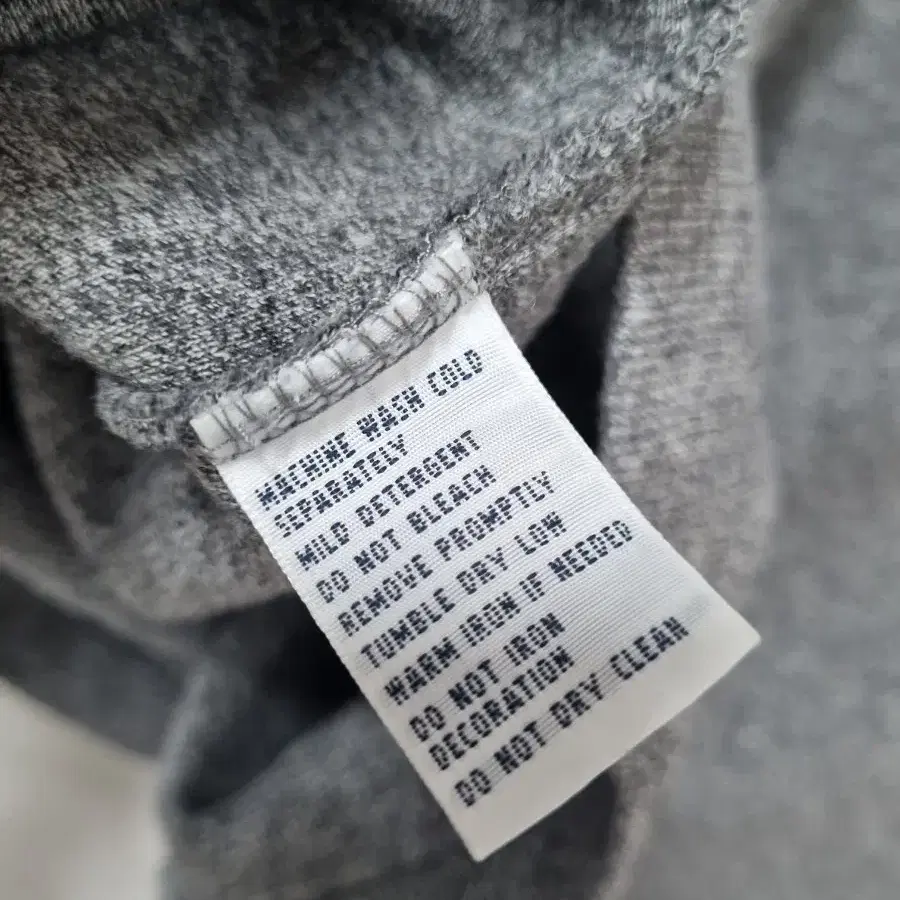 MACHINE WASH COLD
SEPARATELY
MILD DETERGENT
DO NOT BLEACH
REMOVE PROMPTLY
TUMBLE DRY LOW
WARM IRON IF NEEDED
DO NOT IRON
DECORATION
DO NOT DRY CLEAN